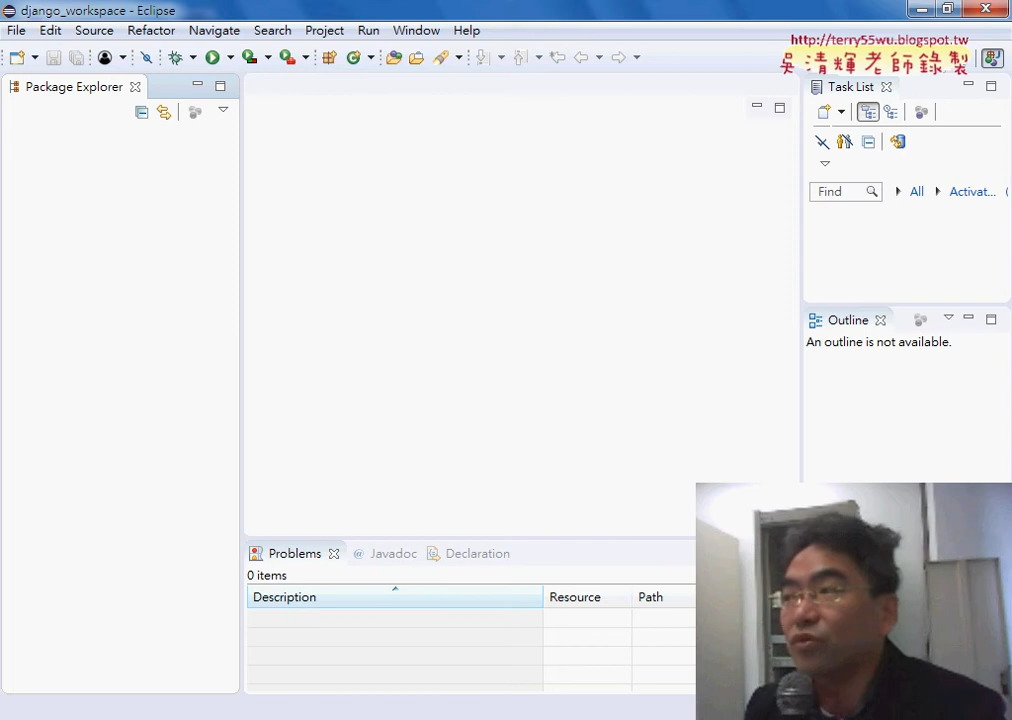 django_workspace - Eclipse
File Edit Source Refactor Navigate Search Project Run Window Help
http://terry55wu.blogspot.tw
吳清輝老師錄製
Package Explorer
Task List
Find
All
Activat...
Outline
An outline is not available.
Problems
@ Javadoc
Declaration
0 items
Description
Resource
Path